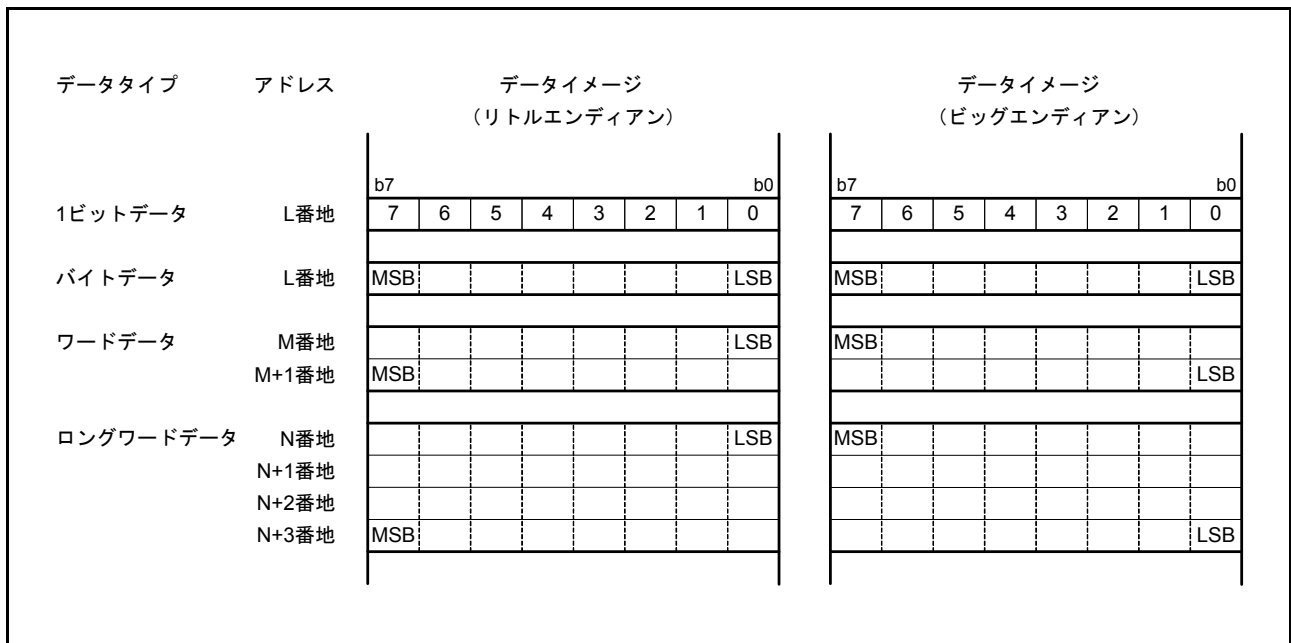 データタイプ アドレス データイメージ データイメージ
（リトルエンディアン） （ビッグエンディアン）
b7 b0 b7 b0
1ビットデータ L番地 7 6 5 4 3 2 1 0 7 6 5 4 3 2 1 0
バイトデータ L番地 MSB LSB MSB LSB
ワードデータ M番地 LSB MSB
M+1番地 MSB LSB
ロングワードデータ N番地 LSB MSB
N+1番地
N+2番地
N+3番地 MSB LSB